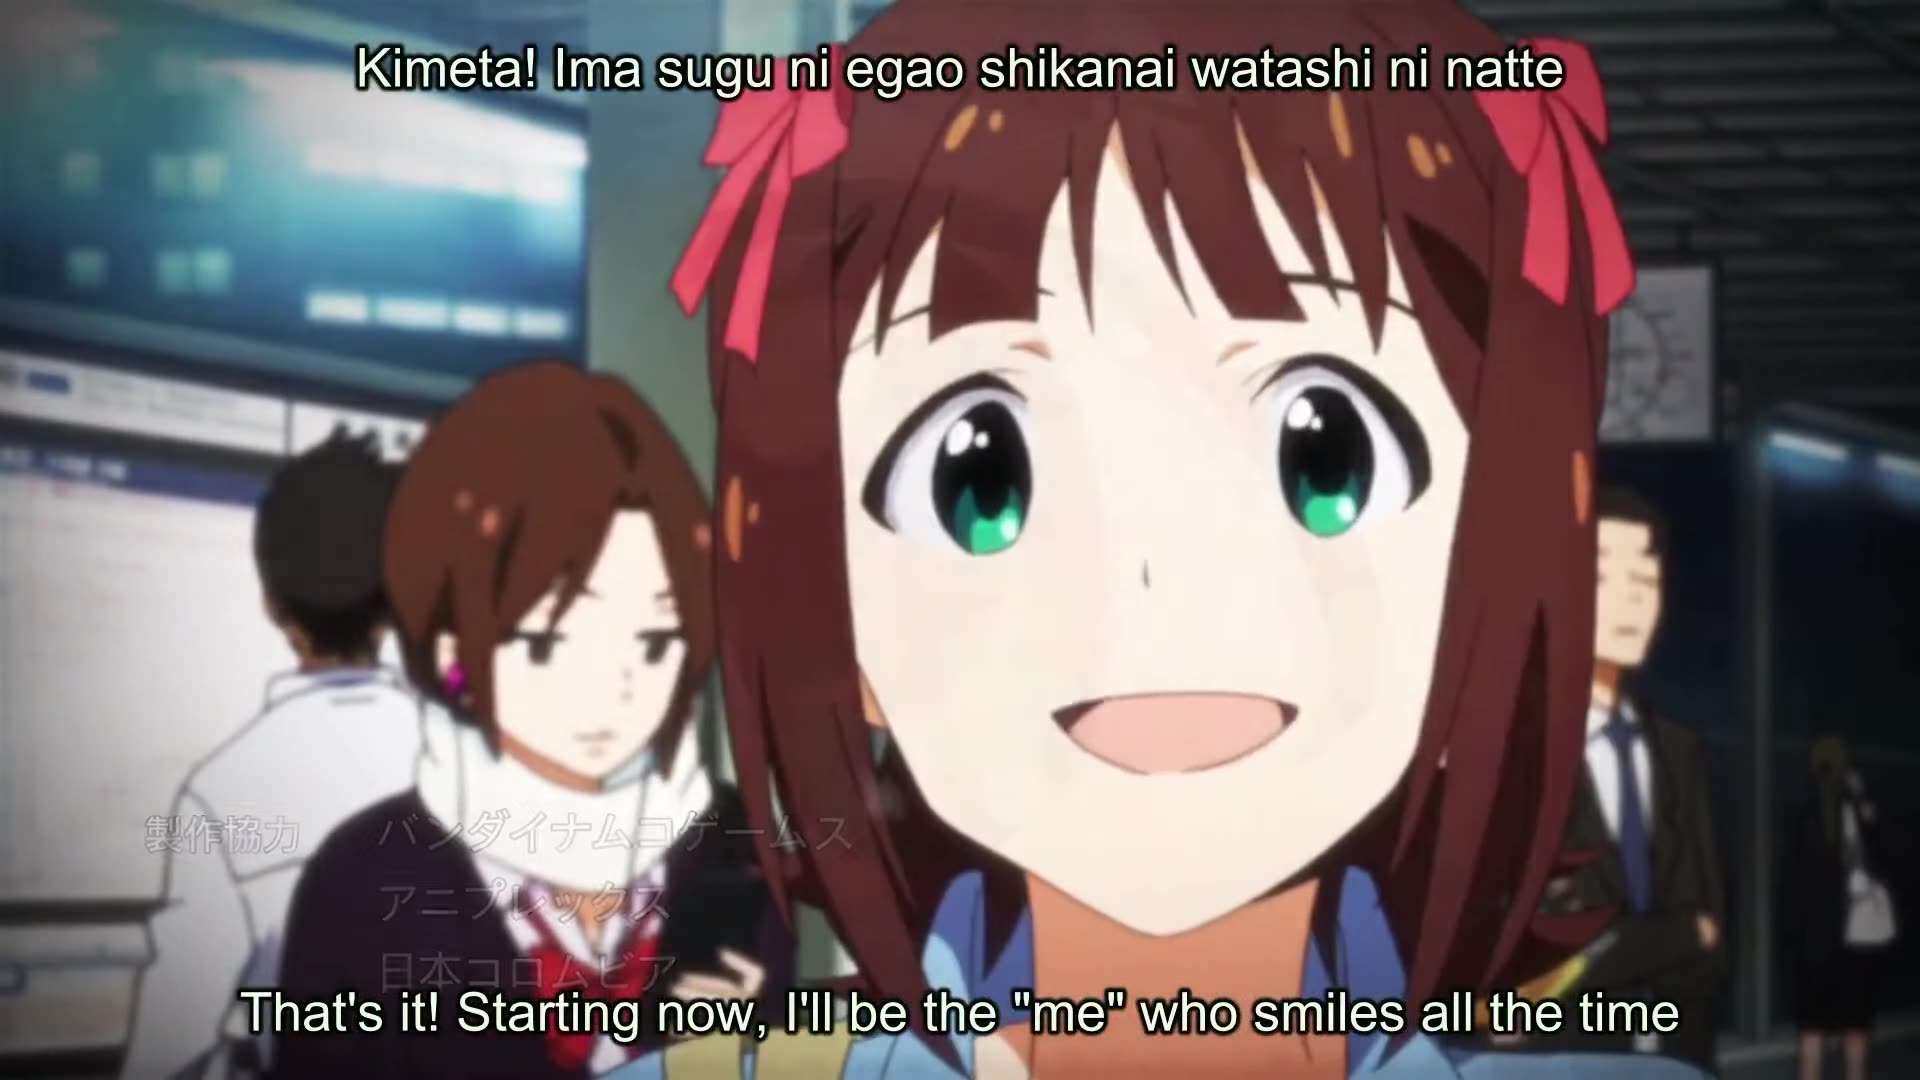 Kimeta! Ima sugu ni egao shikanai watashi ni natte
製作協力 バンダイナムコゲームス
アニプレックス
日本コロムビア
That's it! Starting now, I'll be the "me" who smiles all the time